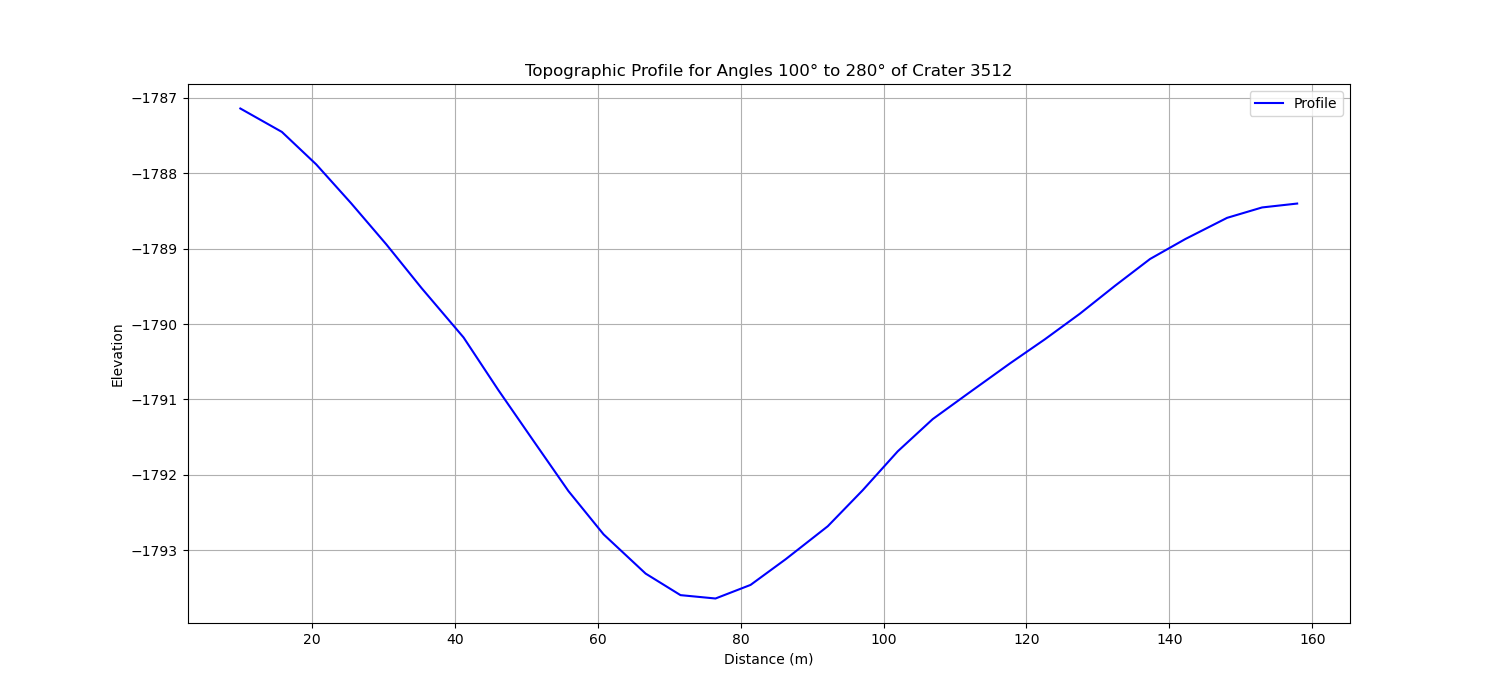 Topographic Profile for Angles 100° to 280° of Crater 3512
Profile
−1787
−1788
−1789
−1790
−1791
−1792
−1793
Elevation
20 40 60 80 100 120 140 160
Distance (m)